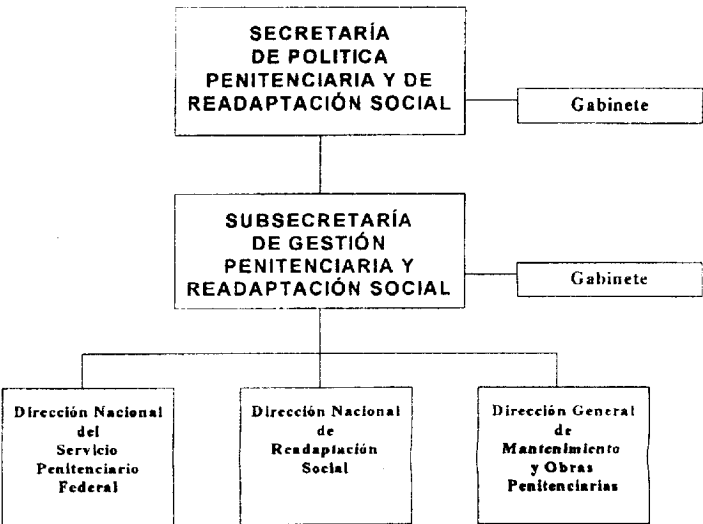 SECRETARÍA
DE POLITICA
PENITENCIARIA Y DE
READAPTACIÓN SOCIAL
Gabinete
SUBSECRETARÍA
DE GESTIÓN
PENITENCIARIA Y
READAPTACIÓN SOCIAL
Gabinete
Dirección Nacional
del
Servicio
Penitenciario
Federal
Dirección Nacional
de
Readaptación
Social
Dirección General
de
Mantenimiento
y Obras
Penitenciarias